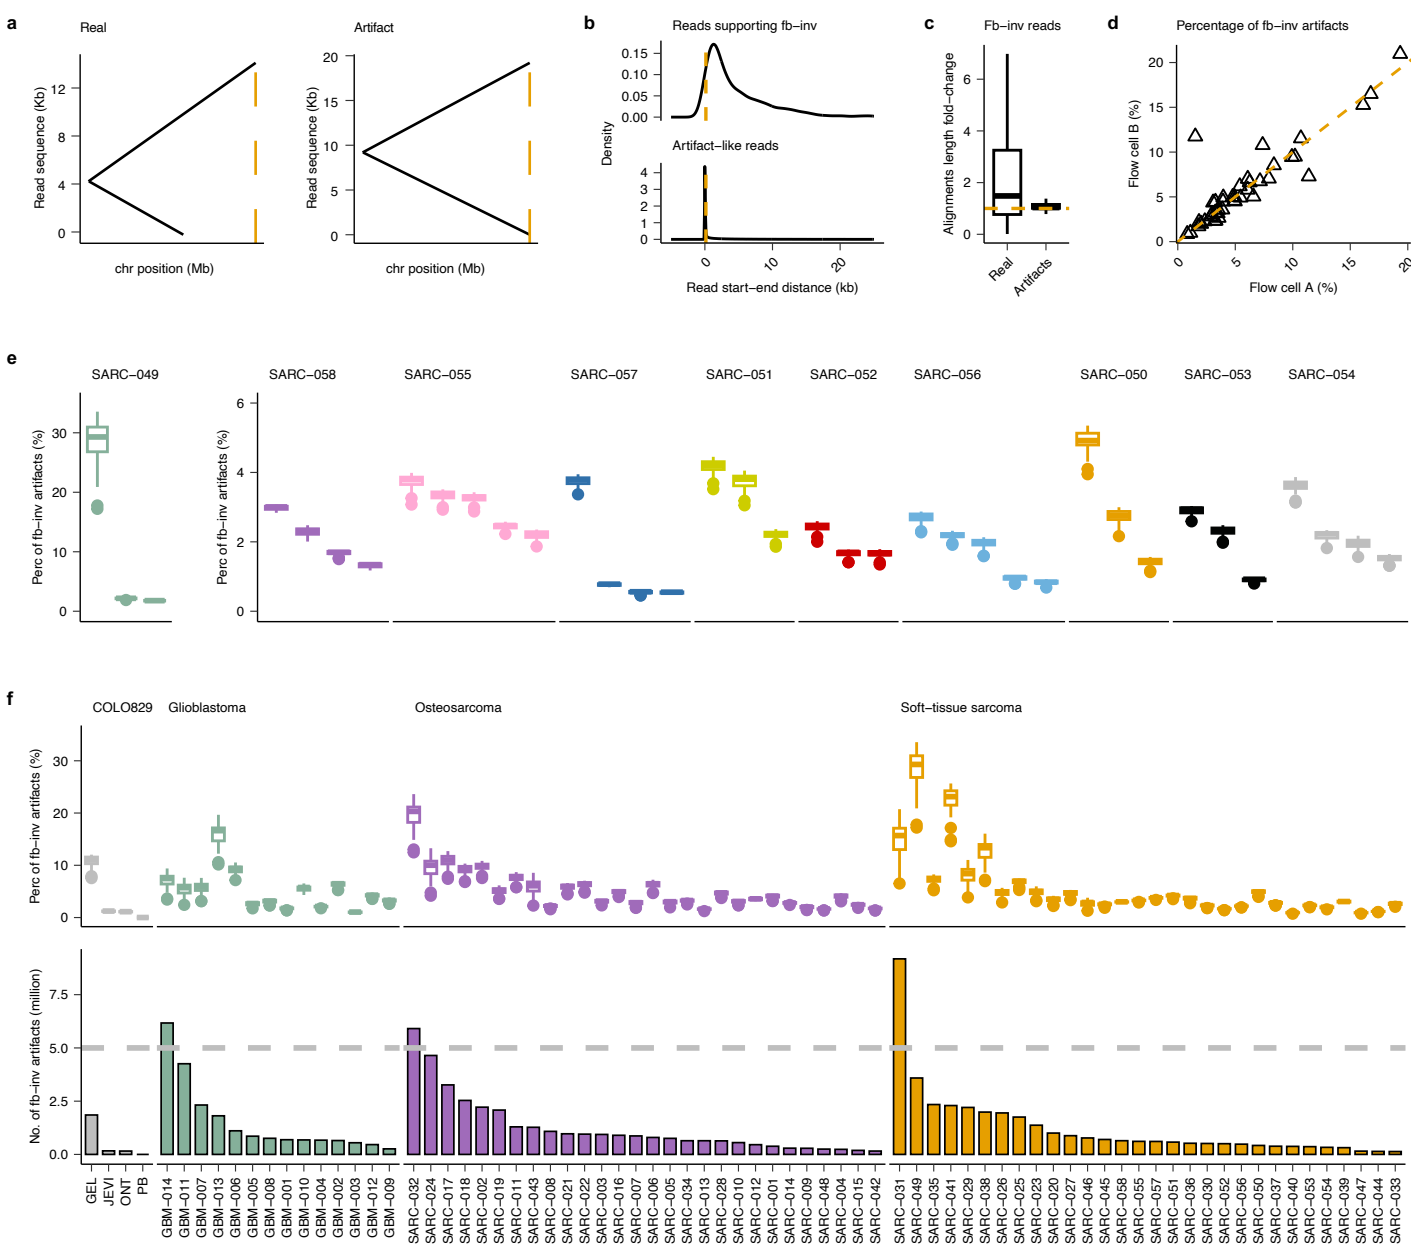 a
Real
Read sequence (Kb)
12
8
4
0
chr position (Mb)
Artifact
Read sequence (Kb)
20
15
10
5
0
chr position (Mb)
b
Reads supporting fb−inv
Density
0.15
0.10
0.05
0.00
Artifact−like reads
4
3
2
1
0
0 10 20
Read start−end distance (kb)
c
Fb−inv reads
Alignments length fold−change
6
4
2
0
Real Artifacts
d
Percentage of fb−inv artifacts
Flow cell B (%)
20
15
10
5
0
0 5 10 15 20
Flow cell A (%)
e
SARC−049 SARC−058 SARC−055 SARC−057 SARC−051 SARC−052 SARC−056 SARC−050 SARC−053 SARC−054
Perc of fb−inv artifacts (%)
30
20
10
0
Perc of fb−inv artifacts (%)
6
4
2
0
f
COLO829 Glioblastoma Osteosarcoma Soft−tissue sarcoma
Perc of fb−inv artifacts (%)
30
20
10
0
No. of fb−inv artifacts (million)
7.5
5.0
2.5
0.0
GEL JEVI ONT PB GBM−014 GBM−011 GBM−007 GBM−013 GBM−006 GBM−005 GBM−008 GBM−001 GBM−010 GBM−004 GBM−002 GBM−003 GBM−012 GBM−009 SARC−032 SARC−024 SARC−017 SARC−018 SARC−002 SARC−019 SARC−011 SARC−043 SARC−008 SARC−021 SARC−022 SARC−003 SARC−016 SARC−007 SARC−006 SARC−005 SARC−034 SARC−013 SARC−028 SARC−010 SARC−012 SARC−001 SARC−014 SARC−009 SARC−048 SARC−004 SARC−015 SARC−042 SARC−031 SARC−049 SARC−035 SARC−041 SARC−029 SARC−038 SARC−026 SARC−025 SARC−023 SARC−020 SARC−027 SARC−046 SARC−045 SARC−058 SARC−055 SARC−057 SARC−051 SARC−036 SARC−030 SARC−052 SARC−056 SARC−050 SARC−037 SARC−040 SARC−053 SARC−054 SARC−039 SARC−047 SARC−044 SARC−033